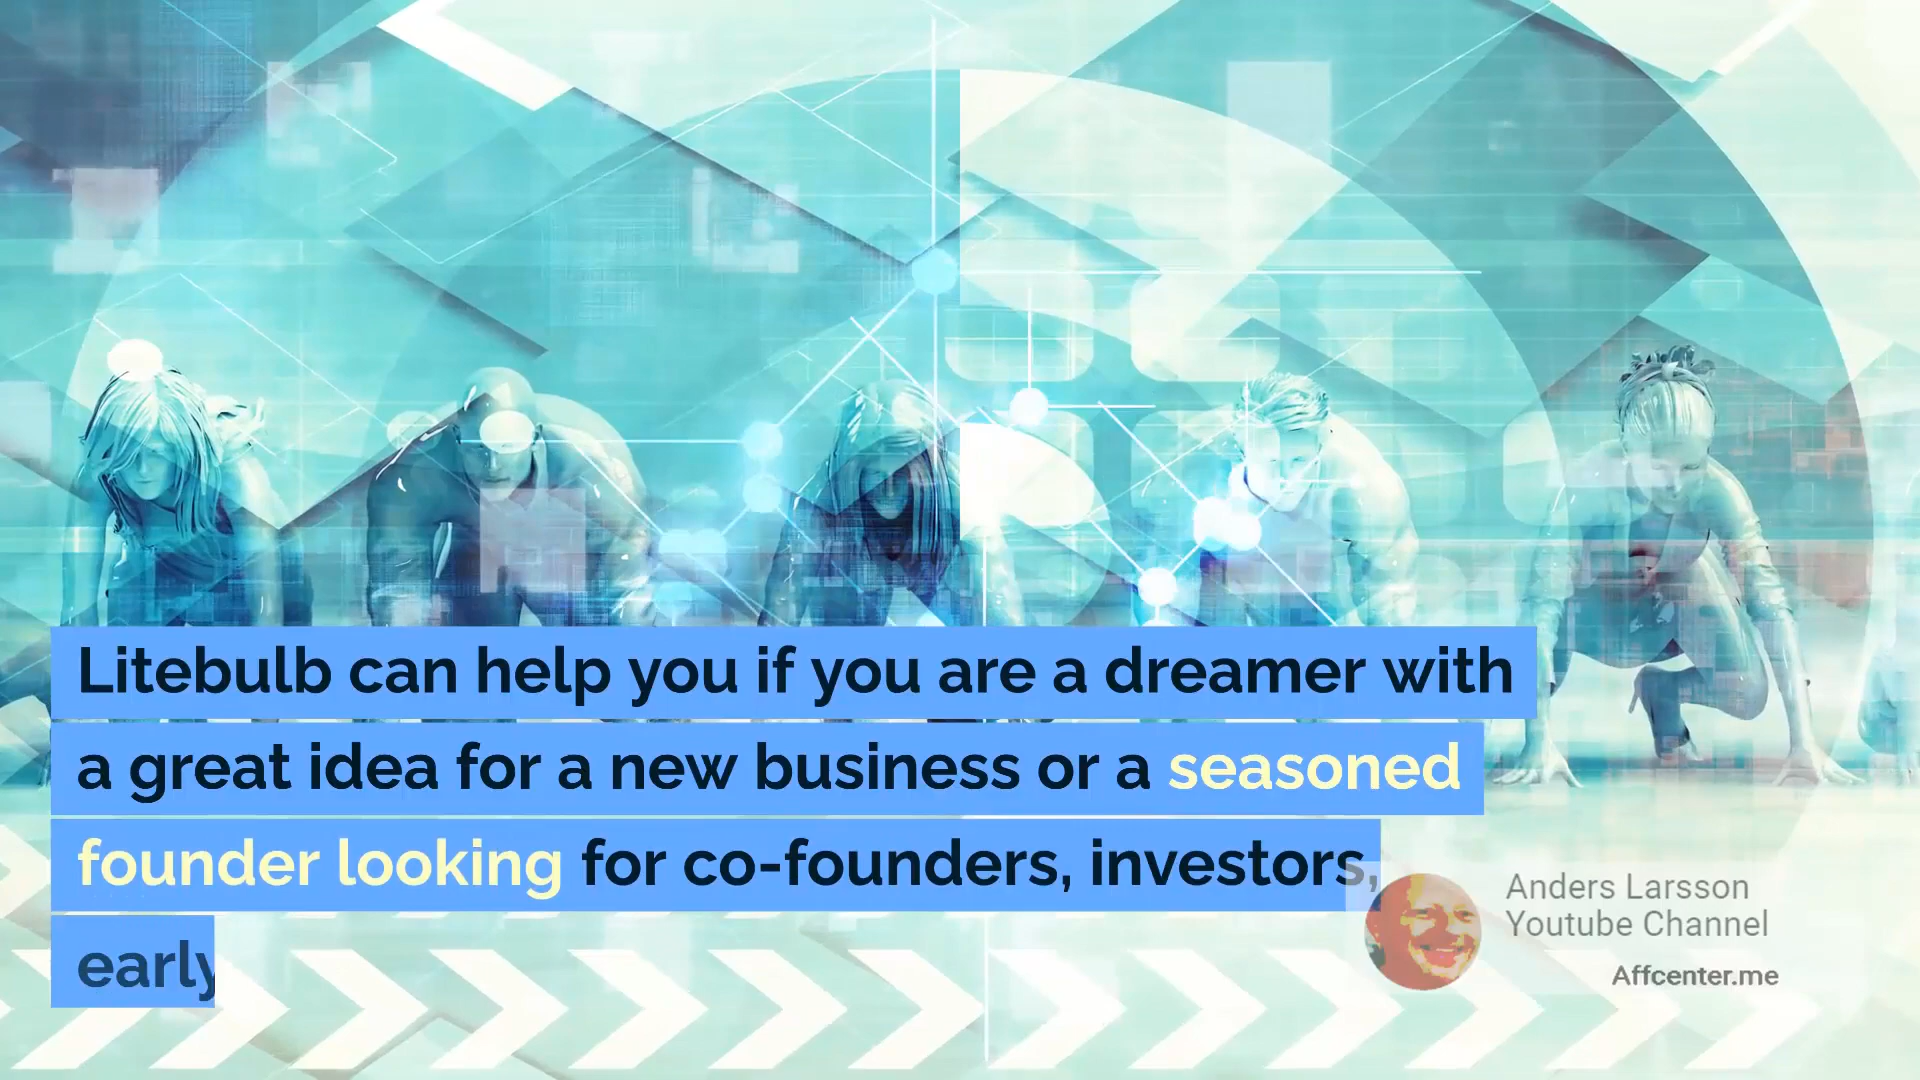 Litebulb can help you if you are a dreamer with
a great idea for a new business or a seasoned
founder looking for co-founders, investors,
early
Anders Larsson
Youtube Channel
Affcenter.me